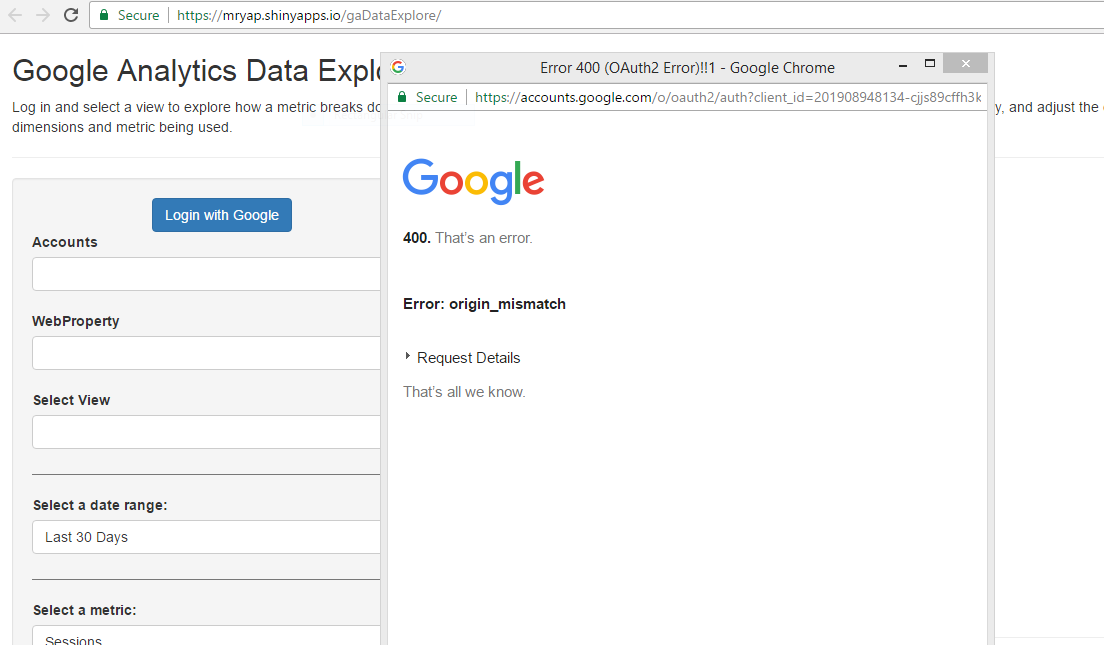 Secure https://mryap.shinyapps.io/gaDataExplore/
Google Analytics Data Explo
Log in and select a view to explore how a metric breaks do
y, and adjust the
dimensions and metric being used.
Login with Google
Accounts
WebProperty
Select View
Select a date range:
Last 30 Days
Select a metric:
Sessions
Error 400 (OAuth2 Error)!!1 - Google Chrome
Secure https://accounts.google.com/o/oauth2/auth?client_id=201908948134-cjjs89cffh3k
Google
400. That's an error.
Error: origin_mismatch
Request Details
That's all we know.